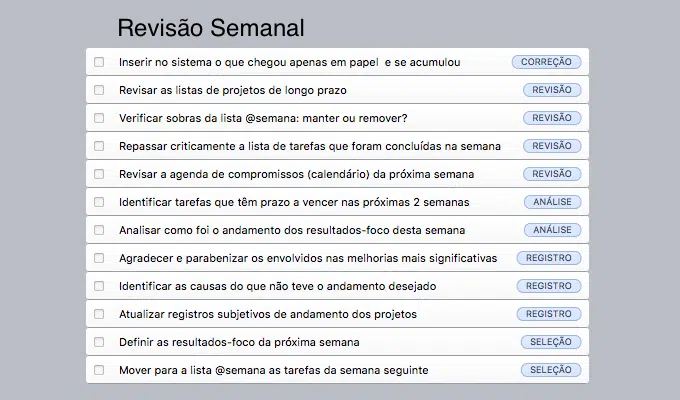 Revisão Semanal
Inserir no sistema o que chegou apenas em papel e se acumulou CORREÇÃO
Revisar as listas de projetos de longo prazo REVISÃO
Verificar sobras da lista @semana: manter ou remover? REVISÃO
Repassar criticamente a lista de tarefas que foram concluídas na semana REVISÃO
Revisar a agenda de compromissos (calendário) da próxima semana REVISÃO
Identificar tarefas que têm prazo a vencer nas próximas 2 semanas ANÁLISE
Analisar como foi o andamento dos resultados-foco desta semana ANÁLISE
Agradecer e parabenizar os envolvidos nas melhorias mais significativas REGISTRO
Identificar as causas do que não teve o andamento desejado REGISTRO
Atualizar registros subjetivos de andamento dos projetos REGISTRO
Definir as resultados-foco da próxima semana SELEÇÃO
Mover para a lista @semana as tarefas da semana seguinte SELEÇÃO